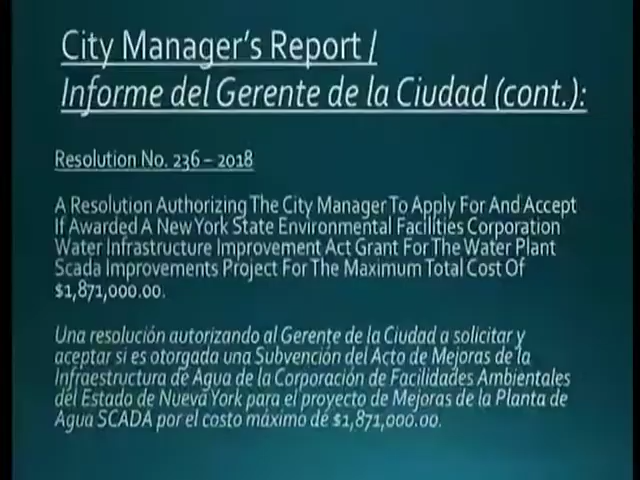 City Manager's Report /
Informe del Gerente de la Ciudad (cont.):
Resolution No. 236 – 2018
A Resolution Authorizing The City Manager To Apply For And Accept
If Awarded A New York State Environmental Facilities Corporation
Water Infrastructure Improvement Act Grant For The Water Plant
Scada Improvements Project For The Maximum Total Cost Of
$1,871,000.00.
Una resolución autorizando al Gerente de la Ciudad a solicitar y
aceptar si es otorgada una Subvención del Acto de Mejoras de la
Infraestructura de Agua de la Corporación de Facilidades Ambientales
del Estado de Nueva York para el proyecto de Mejoras de la Planta de
Agua SCADA por el costo máximo de $1,871,000.00.